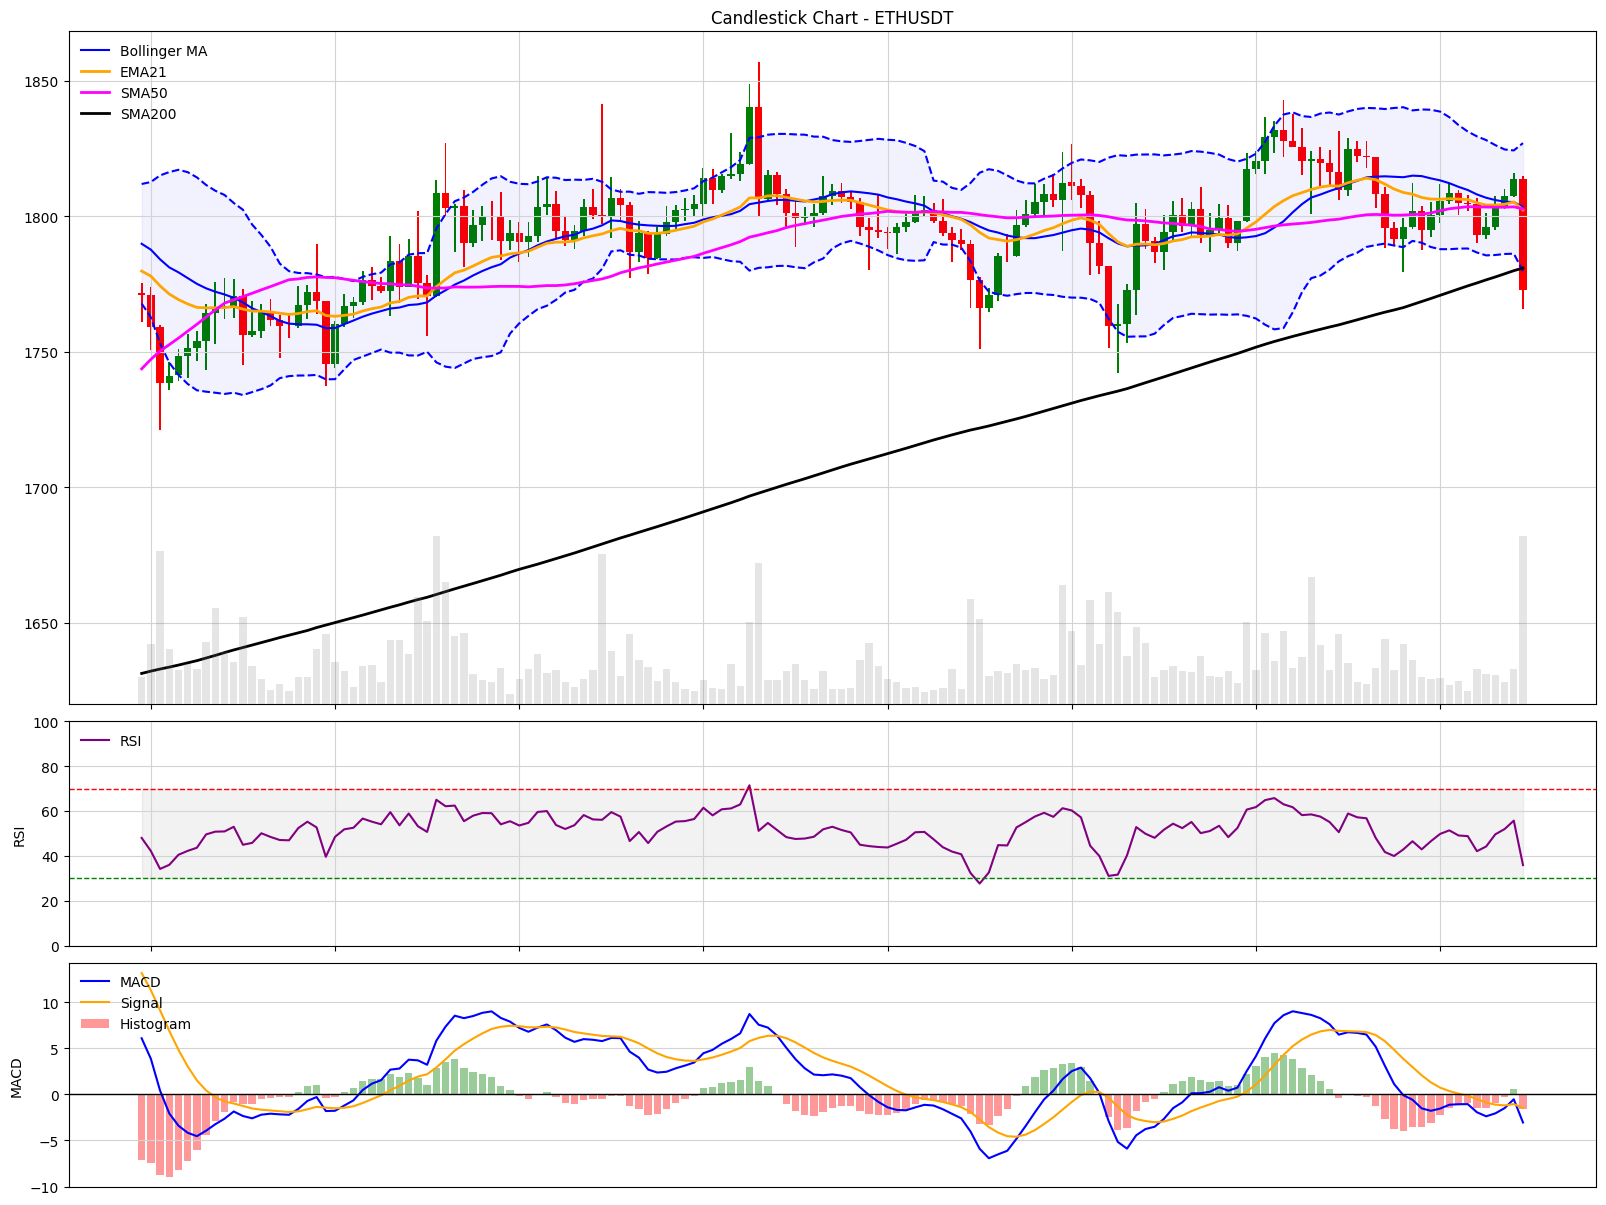 Candlestick Chart - ETHUSDT
Bollinger MA
EMA21
SMA50
SMA200
1850
1800
1750
1700
1650
RSI
100
80
60
40
20
0
RSI
MACD
Signal
Histogram
10
5
0
−5
−10
MACD